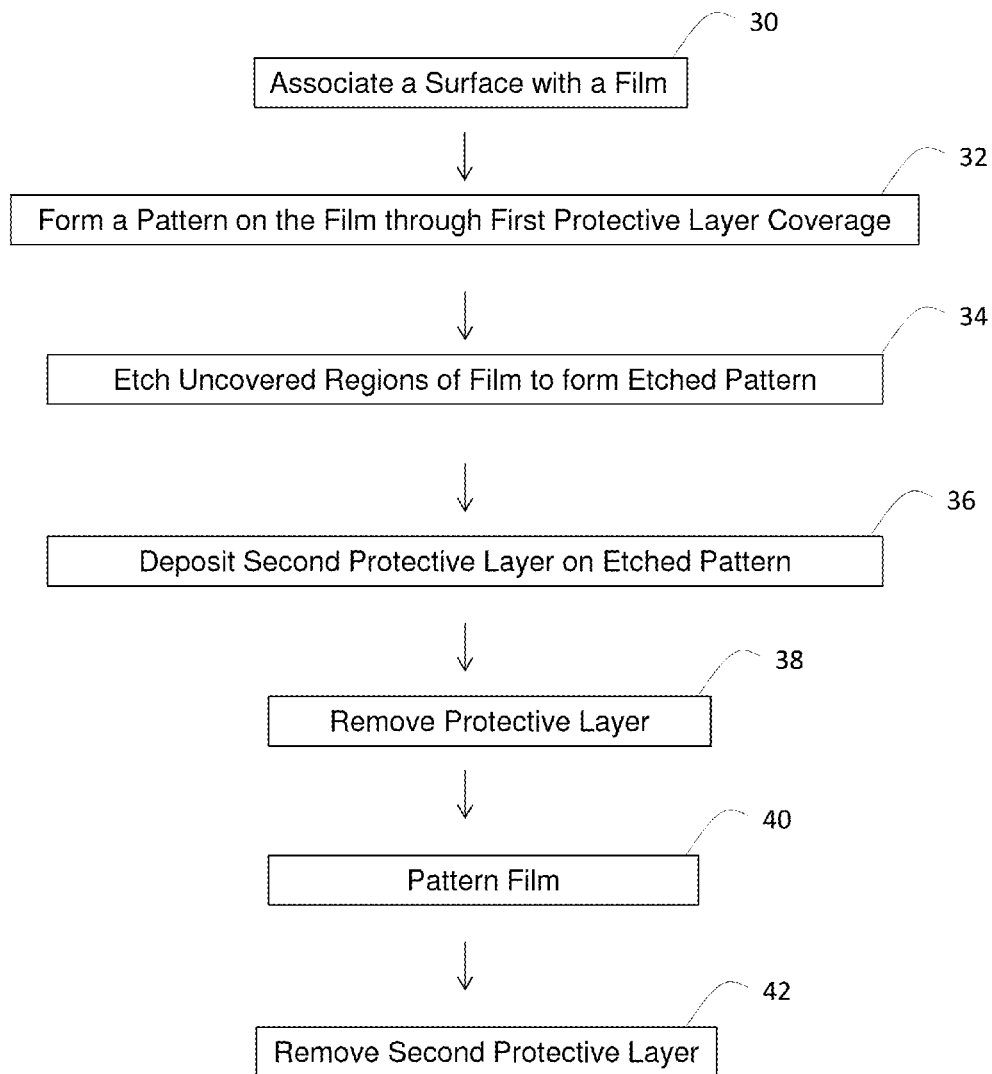 30
Associate a Surface with a Film
32
Form a Pattern on the Film through First Protective Layer Coverage
34
Etch Uncovered Regions of Film to form Etched Pattern
36
Deposit Second Protective Layer on Etched Pattern
38
Remove Protective Layer
40
Pattern Film
42
Remove Second Protective Layer